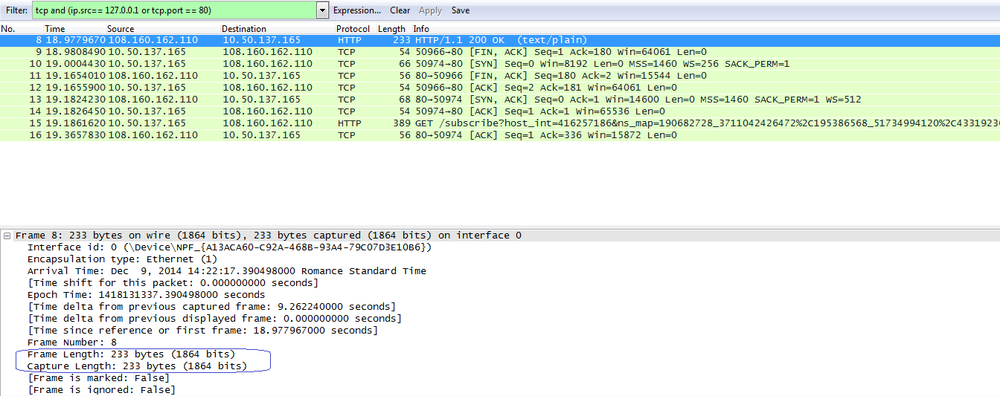 Filter: tcp and (ip.src== 127.0.0.1 or tcp.port == 80) Expression... Clear Apply Save
No. Time Source Destination Protocol Length Info
8 18.9779670 108.160.162.110 10.50.137.165 HTTP 233 HTTP/1.1 200 OK (text/plain)
9 18.9808490 10.50.137.165 108.160.162.110 TCP 54 50966→80 [FIN, ACK] Seq=1 Ack=180 Win=64061 Len=0
10 19.0004430 10.50.137.165 108.160.162.110 TCP 66 50974→80 [SYN] Seq=0 Win=8192 Len=0 MSS=1460 WS=256 SACK_PERM=1
11 19.1654010 108.160.162.110 10.50.137.165 TCP 56 80→50966 [FIN, ACK] Seq=180 Ack=2 Win=15544 Len=0
12 19.1655900 10.50.137.165 108.160.162.110 TCP 54 50966→80 [ACK] Seq=2 Ack=181 Win=64061 Len=0
13 19.1824230 108.160.162.110 10.50.137.165 TCP 68 80→50974 [SYN, ACK] Seq=0 Ack=1 Win=14600 Len=0 MSS=1460 SACK_PERM=1 WS=512
14 19.1826450 10.50.137.165 108.160.162.110 TCP 54 50974→80 [ACK] Seq=1 Ack=1 Win=65536 Len=0
15 19.1861620 10.50.137.165 108.160.162.110 HTTP 389 GET /subscribe?host_int=416257186&ns_map=190682728_3711042426472%2C195386568_51734994120%2C43319236
16 19.3657830 108.160.162.110 10.50.137.165 TCP 56 80→50974 [ACK] Seq=1 Ack=336 Win=15872 Len=0
Frame 8: 233 bytes on wire (1864 bits), 233 bytes captured (1864 bits) on interface 0
Interface id: 0 (\Device\NPF_{A13ACA60-C92A-468B-93A4-79C07D3E10B6})
Encapsulation type: Ethernet (1)
Arrival Time: Dec  9, 2014 14:22:17.390498000 Romance Standard Time
[Time shift for this packet: 0.000000000 seconds]
Epoch Time: 1418131337.390498000 seconds
[Time delta from previous captured frame: 9.262240000 seconds]
[Time delta from previous displayed frame: 0.000000000 seconds]
[Time since reference or first frame: 18.977967000 seconds]
Frame Number: 8
Frame Length: 233 bytes (1864 bits)
Capture Length: 233 bytes (1864 bits)
[Frame is marked: False]
[Frame is ignored: False]